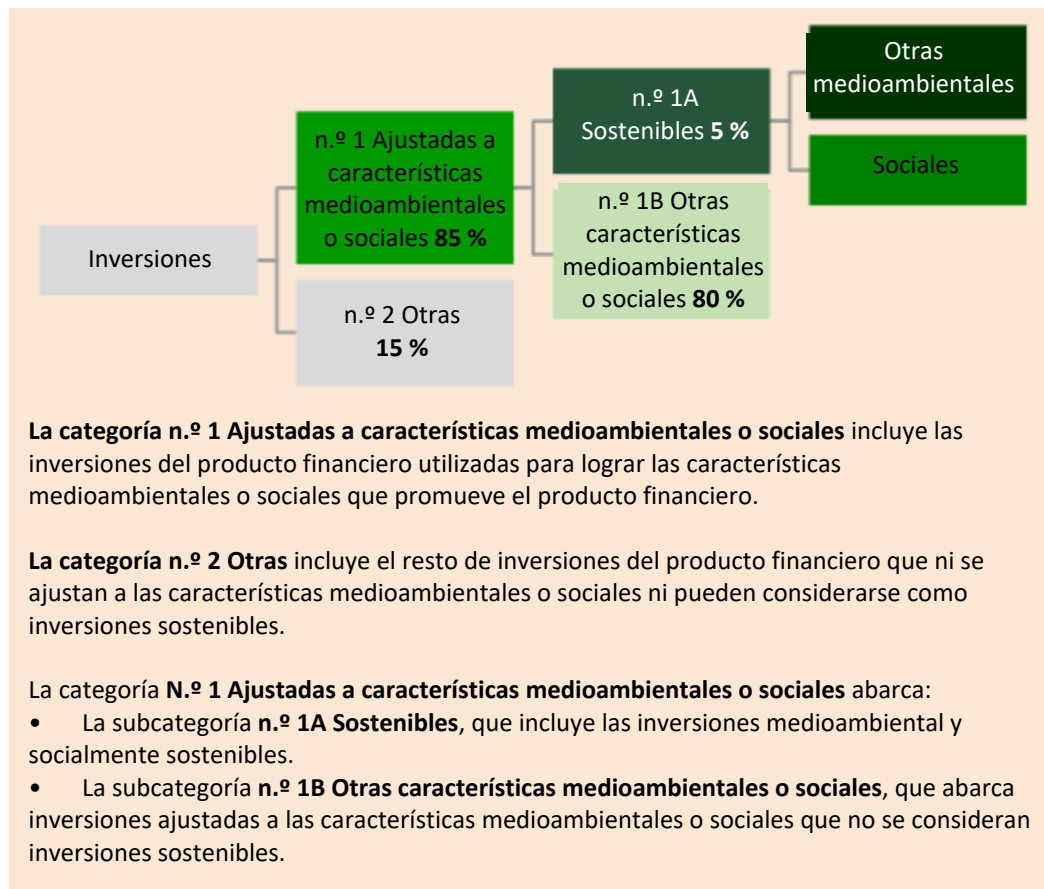 Otras
medioambientales
n.º 1A
Sostenibles 5 %
n.º 1 Ajustadas a
características
medioambientales
o sociales 85 %
Sociales
n.º 1B Otras
características
medioambientales
o sociales 80 %
Inversiones
n.º 2 Otras
15 %
La categoría n.º 1 Ajustadas a características medioambientales o sociales incluye las
inversiones del producto financiero utilizadas para lograr las características
medioambientales o sociales que promueve el producto financiero.
La categoría n.º 2 Otras incluye el resto de inversiones del producto financiero que ni se
ajustan a las características medioambientales o sociales ni pueden considerarse como
inversiones sostenibles.
La categoría N.º 1 Ajustadas a características medioambientales o sociales abarca:
• La subcategoría n.º 1A Sostenibles, que incluye las inversiones medioambiental y
socialmente sostenibles.
• La subcategoría n.º 1B Otras características medioambientales o sociales, que abarca
inversiones ajustadas a las características medioambientales o sociales que no se consideran
inversiones sostenibles.